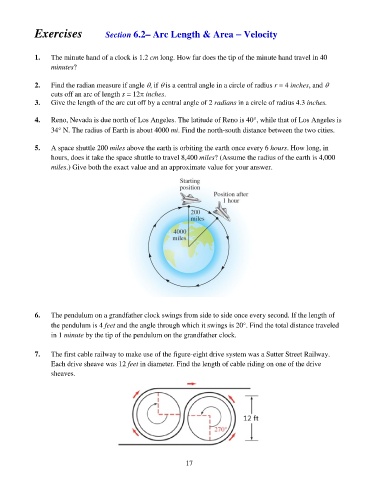 Exercises Section 6.2– Arc Length & Area – Velocity
1. The minute hand of a clock is 1.2 cm long. How far does the tip of the minute hand travel in 40
minutes?
2. Find the radian measure if angle θ, if θ is a central angle in a circle of radius r = 4 inches, and θ
cuts off an arc of length s = 12π inches.
3. Give the length of the arc cut off by a central angle of 2 radians in a circle of radius 4.3 inches.
4. Reno, Nevada is due north of Los Angeles. The latitude of Reno is 40°, while that of Los Angeles is
34° N. The radius of Earth is about 4000 mi. Find the north-south distance between the two cities.
5. A space shuttle 200 miles above the earth is orbiting the earth once every 6 hours. How long, in
hours, does it take the space shuttle to travel 8,400 miles? (Assume the radius of the earth is 4,000
miles.) Give both the exact value and an approximate value for your answer.
Starting
position
Position after
1 hour
200
miles
4000
miles
6. The pendulum on a grandfather clock swings from side to side once every second. If the length of
the pendulum is 4 feet and the angle through which it swings is 20°. Find the total distance traveled
in 1 minute by the tip of the pendulum on the grandfather clock.
7. The first cable railway to make use of the figure-eight drive system was a Sutter Street Railway.
Each drive sheave was 12 feet in diameter. Find the length of cable riding on one of the drive
sheaves.
12 ft
270°
17